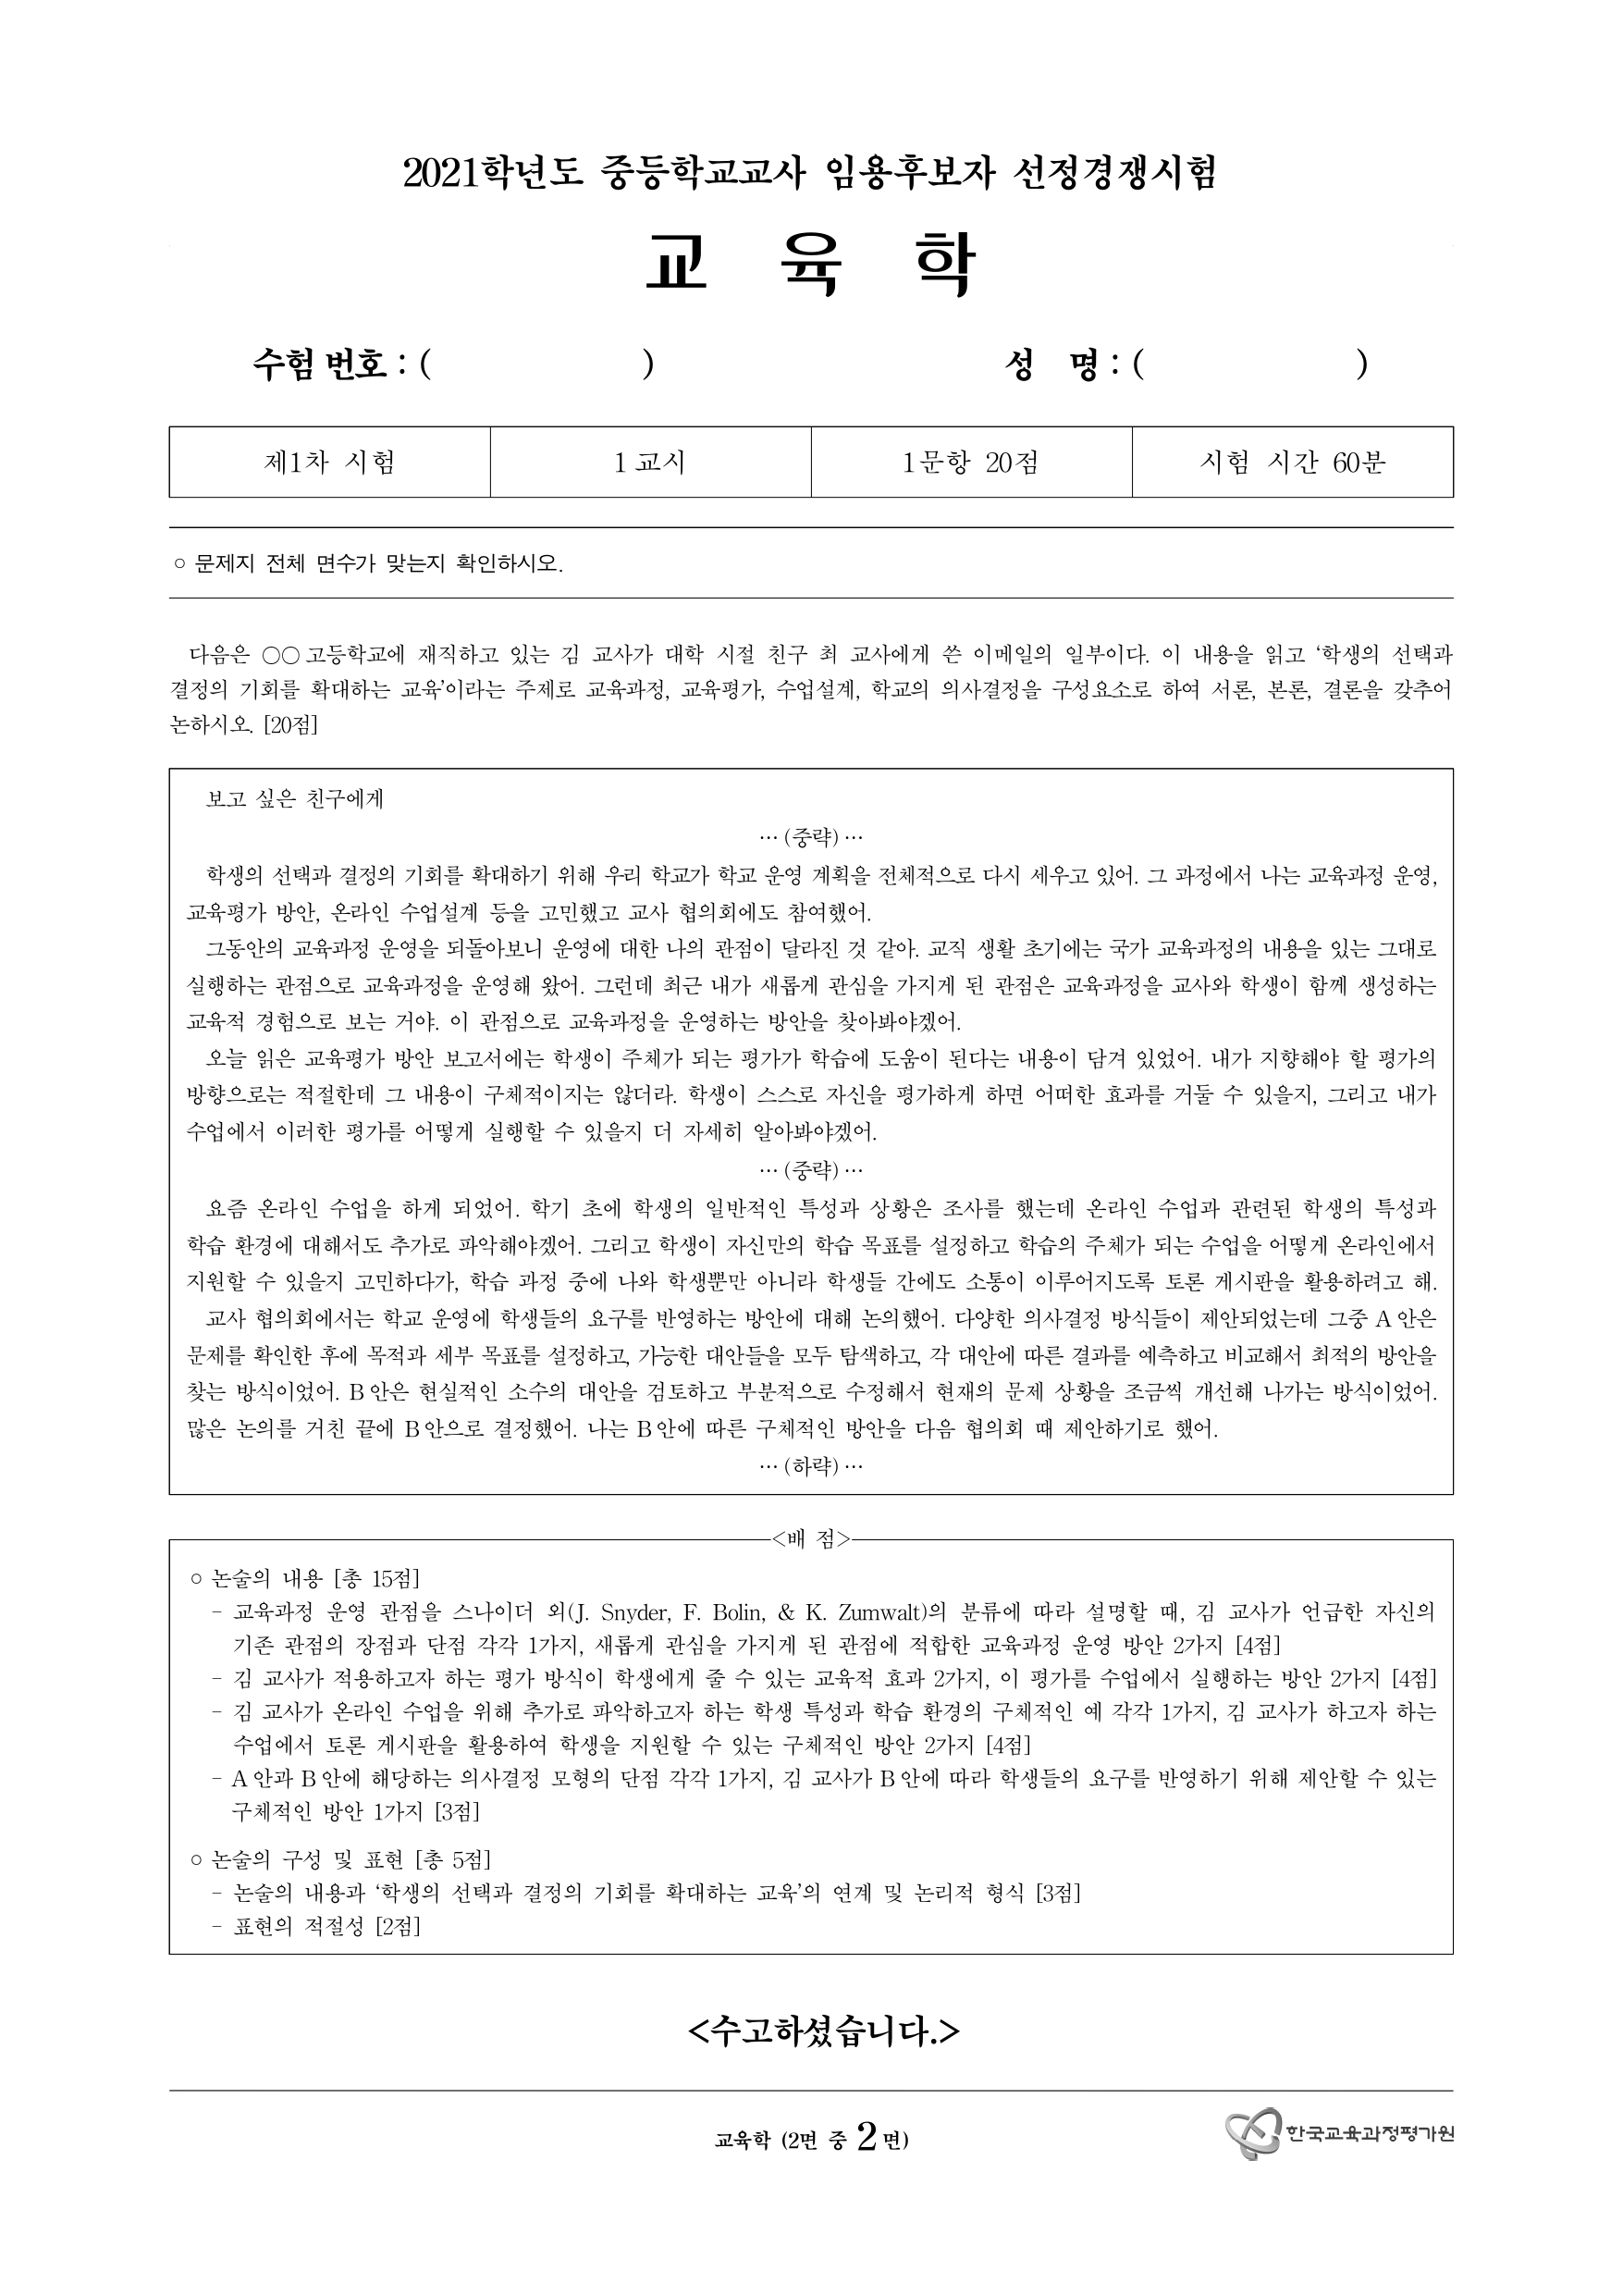 2021학년도 중등학교교사 임용후보자 선정경쟁시험
교 육 학
수험 번호 : ( ) 성 명 : ( )
제1차 시험 1 교시 1문항 20점 시험 시간 60분
○ 문제지 전체 면수가 맞는지 확인하시오.
다음은 ○○고등학교에 재직하고 있는 김 교사가 대학 시절 친구 최 교사에게 쓴 이메일의 일부이다. 이 내용을 읽고 ‘학생의 선택과
결정의 기회를 확대하는 교육’이라는 주제로 교육과정, 교육평가, 수업설계, 학교의 의사결정을 구성요소로 하여 서론, 본론, 결론을 갖추어
논하시오. [20점]
보고 싶은 친구에게
… (중략) …
학생의 선택과 결정의 기회를 확대하기 위해 우리 학교가 학교 운영 계획을 전체적으로 다시 세우고 있어. 그 과정에서 나는 교육과정 운영,
교육평가 방안, 온라인 수업설계 등을 고민했고 교사 협의회에도 참여했어.
그동안의 교육과정 운영을 되돌아보니 운영에 대한 나의 관점이 달라진 것 같아. 교직 생활 초기에는 국가 교육과정의 내용을 있는 그대로
실행하는 관점으로 교육과정을 운영해 왔어. 그런데 최근 내가 새롭게 관심을 가지게 된 관점은 교육과정을 교사와 학생이 함께 생성하는
교육적 경험으로 보는 거야. 이 관점으로 교육과정을 운영하는 방안을 찾아봐야겠어.
오늘 읽은 교육평가 방안 보고서에는 학생이 주체가 되는 평가가 학습에 도움이 된다는 내용이 담겨 있었어. 내가 지향해야 할 평가의
방향으로는 적절한데 그 내용이 구체적이지는 않더라. 학생이 스스로 자신을 평가하게 하면 어떠한 효과를 거둘 수 있을지, 그리고 내가
수업에서 이러한 평가를 어떻게 실행할 수 있을지 더 자세히 알아봐야겠어.
… (중략) …
요즘 온라인 수업을 하게 되었어. 학기 초에 학생의 일반적인 특성과 상황은 조사를 했는데 온라인 수업과 관련된 학생의 특성과
학습 환경에 대해서도 추가로 파악해야겠어. 그리고 학생이 자신만의 학습 목표를 설정하고 학습의 주체가 되는 수업을 어떻게 온라인에서
지원할 수 있을지 고민하다가, 학습 과정 중에 나와 학생뿐만 아니라 학생들 간에도 소통이 이루어지도록 토론 게시판을 활용하려고 해.
교사 협의회에서는 학교 운영에 학생들의 요구를 반영하는 방안에 대해 논의했어. 다양한 의사결정 방식들이 제안되었는데 그중 A안은
문제를 확인한 후에 목적과 세부 목표를 설정하고, 가능한 대안들을 모두 탐색하고, 각 대안에 따른 결과를 예측하고 비교해서 최적의 방안을
찾는 방식이었어. B안은 현실적인 소수의 대안을 검토하고 부분적으로 수정해서 현재의 문제 상황을 조금씩 개선해 나가는 방식이었어.
많은 논의를 거친 끝에 B안으로 결정했어. 나는 B안에 따른 구체적인 방안을 다음 협의회 때 제안하기로 했어.
… (하략) …
<배 점>
○ 논술의 내용 [총 15점]
- 교육과정 운영 관점을 스나이더 외(J. Snyder, F. Bolin, & K. Zumwalt)의 분류에 따라 설명할 때, 김 교사가 언급한 자신의
기존 관점의 장점과 단점 각각 1가지, 새롭게 관심을 가지게 된 관점에 적합한 교육과정 운영 방안 2가지 [4점]
- 김 교사가 적용하고자 하는 평가 방식이 학생에게 줄 수 있는 교육적 효과 2가지, 이 평가를 수업에서 실행하는 방안 2가지 [4점]
- 김 교사가 온라인 수업을 위해 추가로 파악하고자 하는 학생 특성과 학습 환경의 구체적인 예 각각 1가지, 김 교사가 하고자 하는
수업에서 토론 게시판을 활용하여 학생을 지원할 수 있는 구체적인 방안 2가지 [4점]
- A안과 B안에 해당하는 의사결정 모형의 단점 각각 1가지, 김 교사가 B안에 따라 학생들의 요구를 반영하기 위해 제안할 수 있는
구체적인 방안 1가지 [3점]
○ 논술의 구성 및 표현 [총 5점]
- 논술의 내용과 ‘학생의 선택과 결정의 기회를 확대하는 교육’의 연계 및 논리적 형식 [3점]
- 표현의 적절성 [2점]
<수고하셨습니다.>
교육학 (2면 중 2 면)
한국교육과정평가원